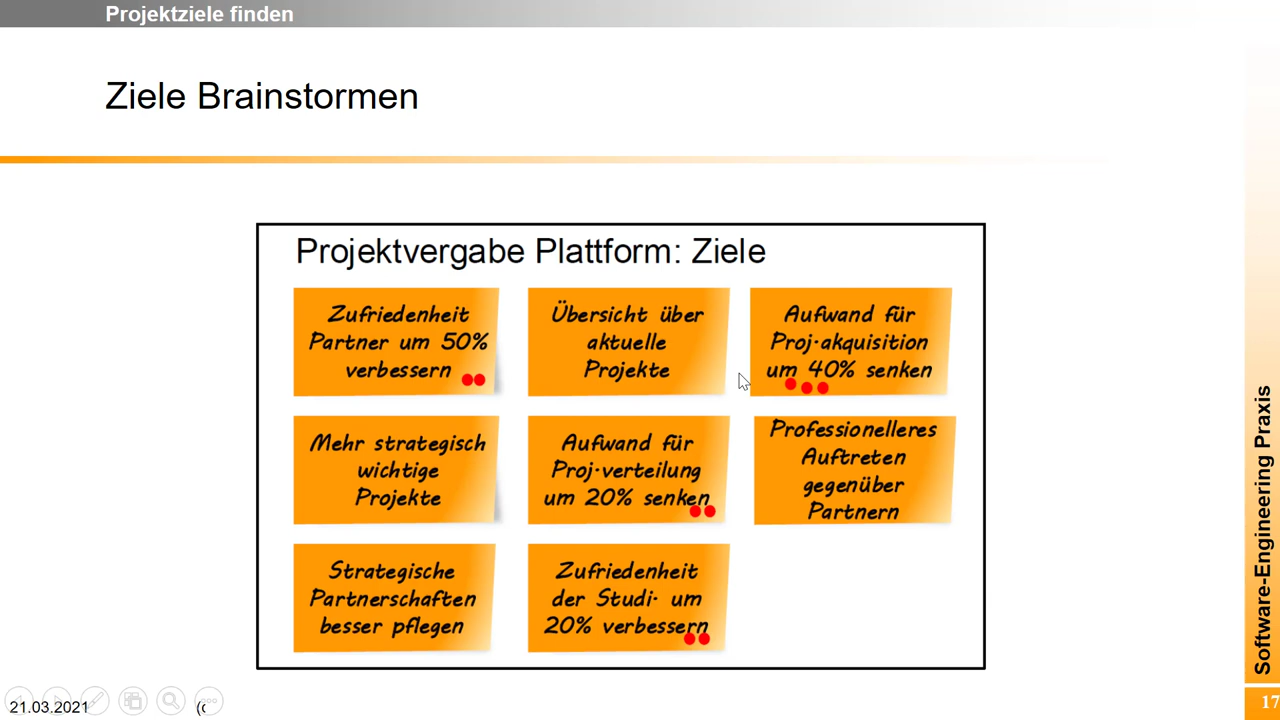 Projektziele finden
Ziele Brainstormen
Projektvergabe Plattform: Ziele
Zufriedenheit
Partner um 50%
verbessern
Übersicht über
aktuelle
Projekte
Aufwand für
Proj.akquisition
um 40% senken
Mehr strategisch
wichtige
Projekte
Aufwand für
Proj.verteilung
um 20% senken
Professionelleres
Auftreten
gegenüber
Partnern
Strategische
Partnerschaften
besser pflegen
Zufriedenheit
der Studi. um
20% verbessern
Software-Engineering Praxis
21.03.2021
17